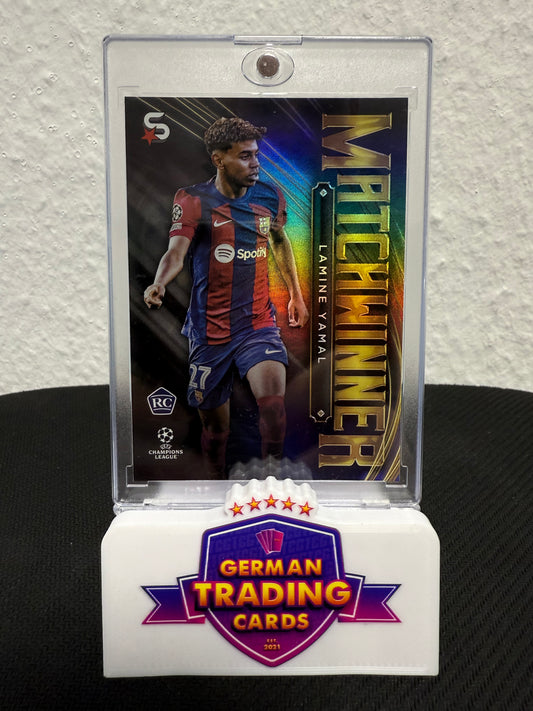 S
MATCHWINNER
LAMINE YAMAL
Spotify
27
RC
CHAMPIONS
LEAGUE
GERMAN
TRADING
CARDS
EST.
2021